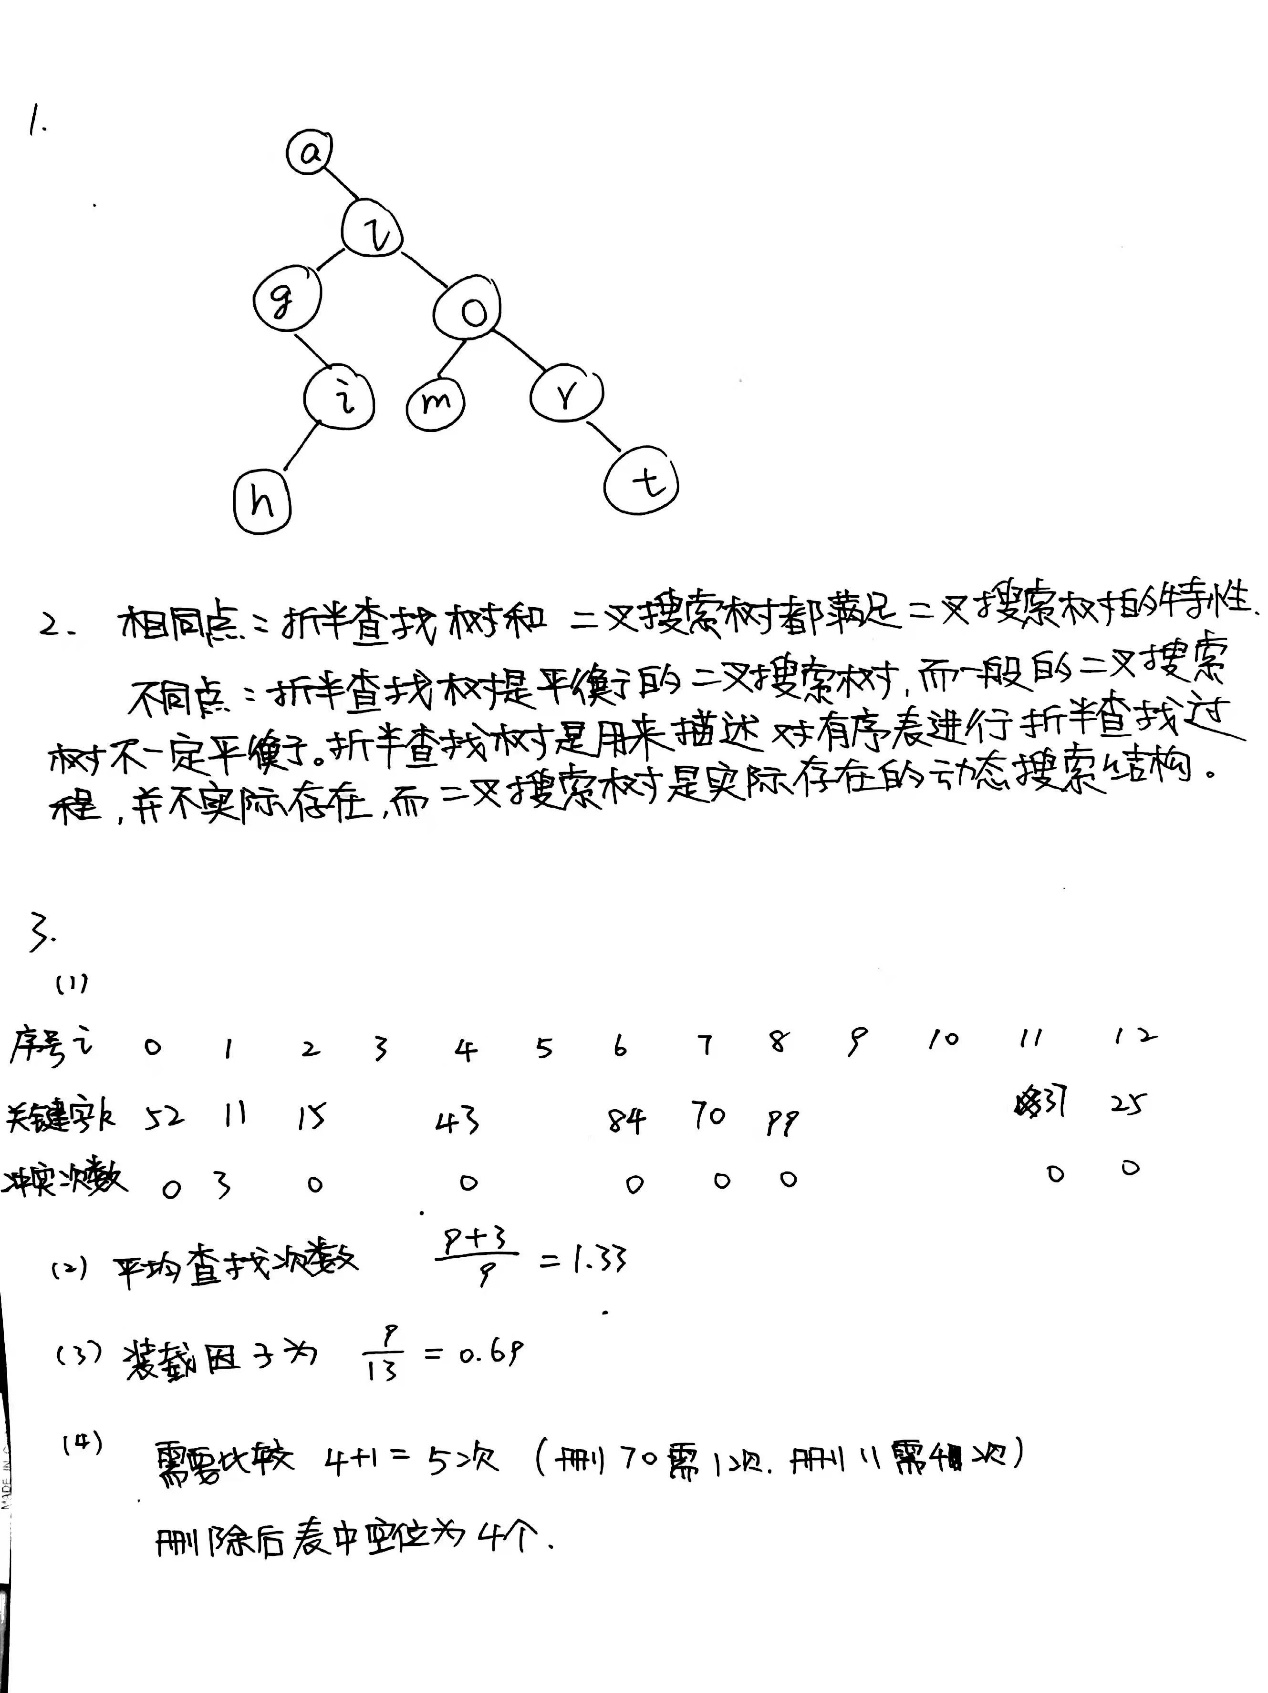 1.
a
l
g
o
i
m
r
h
t
2. 相同点：折半查找树和 二叉搜索树都满足二叉搜索树的特性.
不同点：折半查找树是平衡的二叉搜索树,而一般的二叉搜索
树不一定平衡。折半查找树是用来描述对有序表进行折半查找过
程,并不实际存在,而二叉搜索树是实际存在的动态搜索结构。
3.
(1)
序号i 0 1 2 3 4 5 6 7 8 9 10 11 12
关键字k 52 11 15 43 84 70 99 37 25
冲突次数 0 3 0 0 0 0 0 0 0
(2) 平均查找次数 9+3/9 = 1.33
(3) 装载因子为 9/13 = 0.69
(4) 需要比较 4+1=5次 (删70需1次. 删11需4次)
删除后表中空位为4个.
MADE IN